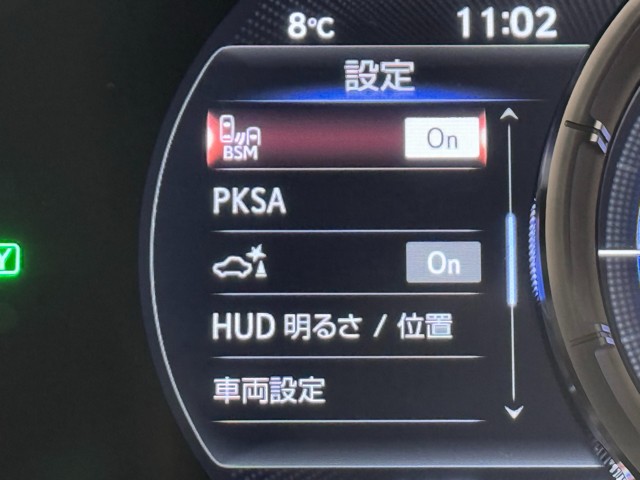 8℃ 11:02
設定
BSM On
PKSA
On
HUD 明るさ / 位置
車両設定